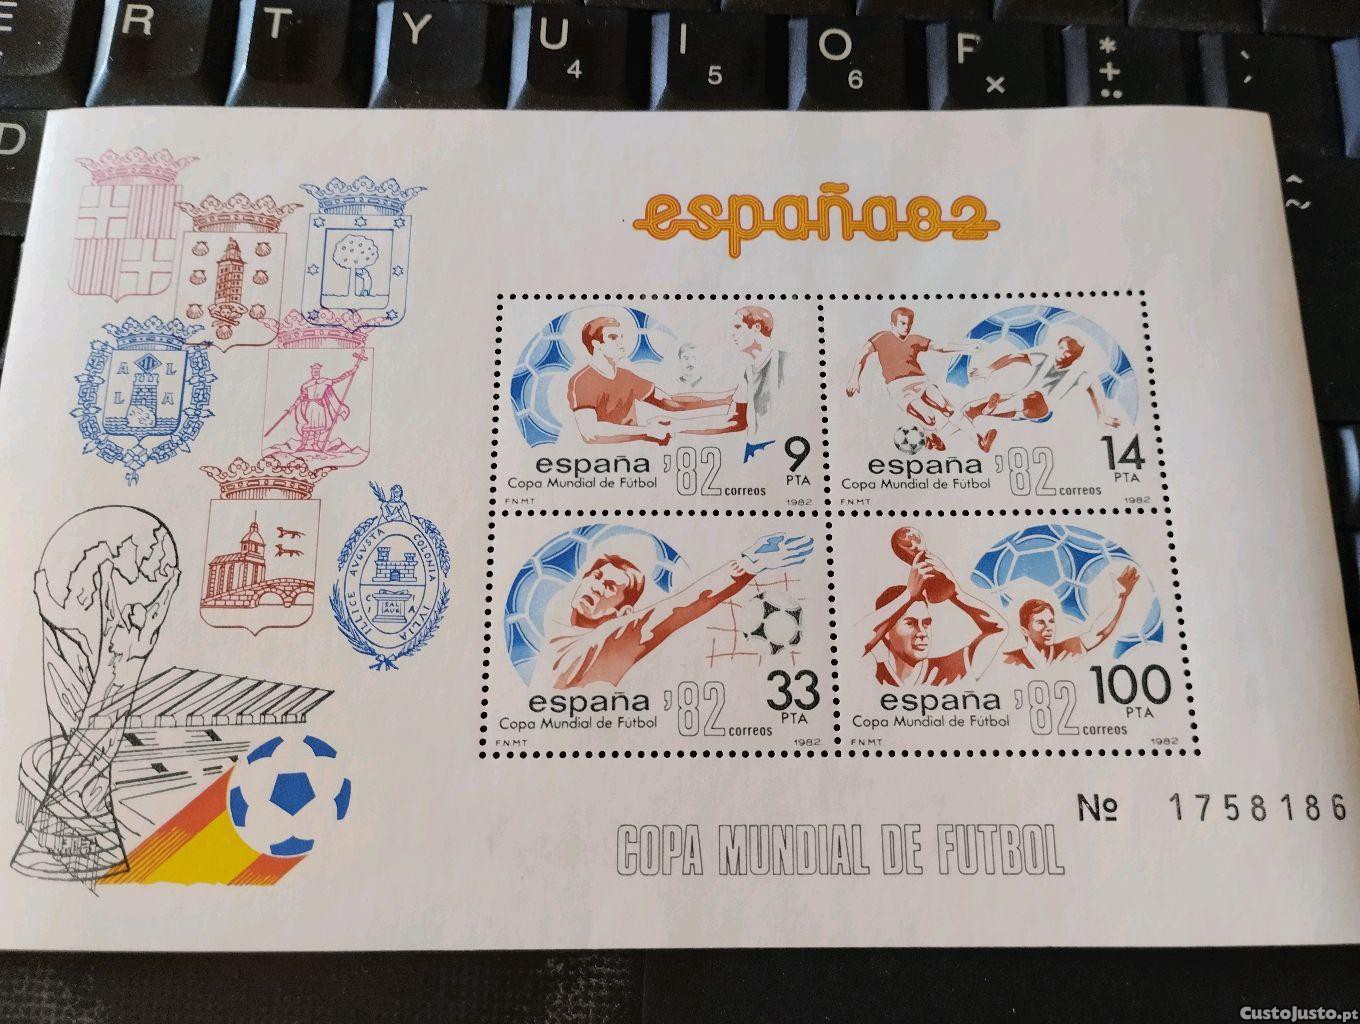 E R T Y U I O P * + ¨ ; ,
4 5 6 ×
D ^ ~
españa82
A L
L A
ILLICE AVGVSTA COLONIA IVLIA
C I A
SAL
AUG
9
PTA
españa '82 correos
Copa Mundial de Fútbol
F.N.M.T 1982
14
PTA
españa '82 correos
Copa Mundial de Fútbol
F.N.M.T 1982
33
PTA
españa '82 correos
Copa Mundial de Fútbol
F.N.M.T 1982
100
PTA
españa '82 correos
Copa Mundial de Fútbol
F.N.M.T 1982
Nº 1758186
COPA MUNDIAL DE FUTBOL
CustoJusto.pt